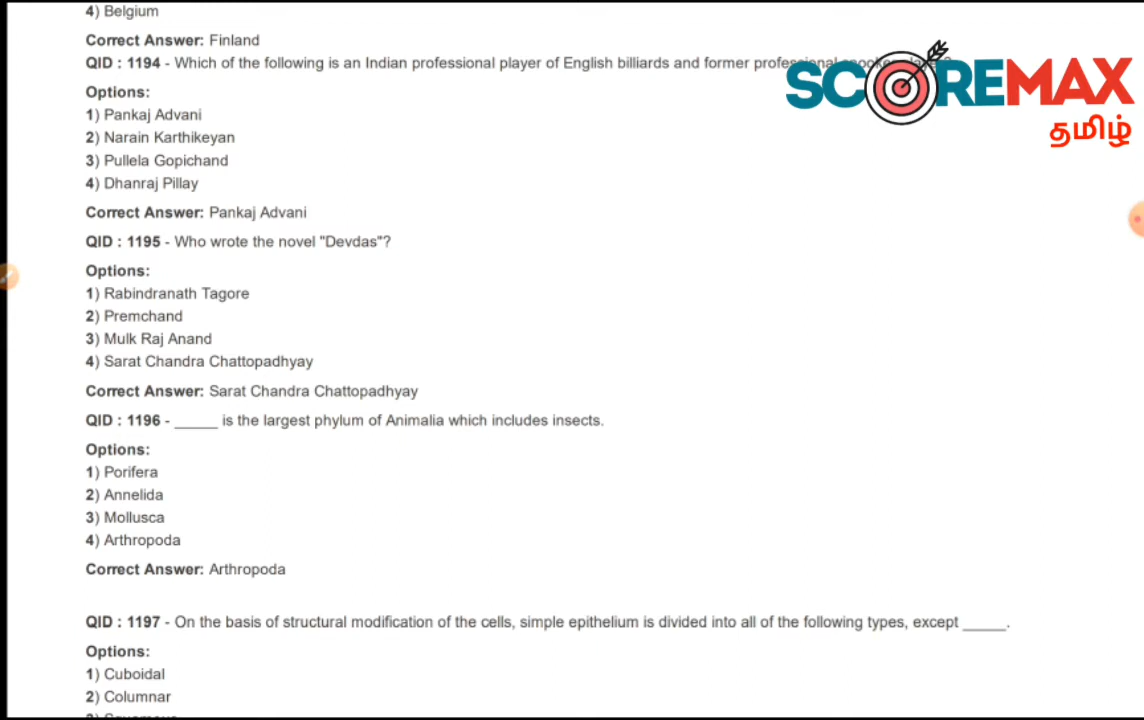 4) Belgium
Correct Answer: Finland
QID : 1194 - Which of the following is an Indian professional player of English billiards and former professional snooker player?
SCOREMAX
தமிழ்
Options:
1) Pankaj Advani
2) Narain Karthikeyan
3) Pullela Gopichand
4) Dhanraj Pillay
Correct Answer: Pankaj Advani
QID : 1195 - Who wrote the novel "Devdas"?
Options:
1) Rabindranath Tagore
2) Premchand
3) Mulk Raj Anand
4) Sarat Chandra Chattopadhyay
Correct Answer: Sarat Chandra Chattopadhyay
QID : 1196 - _____ is the largest phylum of Animalia which includes insects.
Options:
1) Porifera
2) Annelida
3) Mollusca
4) Arthropoda
Correct Answer: Arthropoda
QID : 1197 - On the basis of structural modification of the cells, simple epithelium is divided into all of the following types, except _____.
Options:
1) Cuboidal
2) Columnar